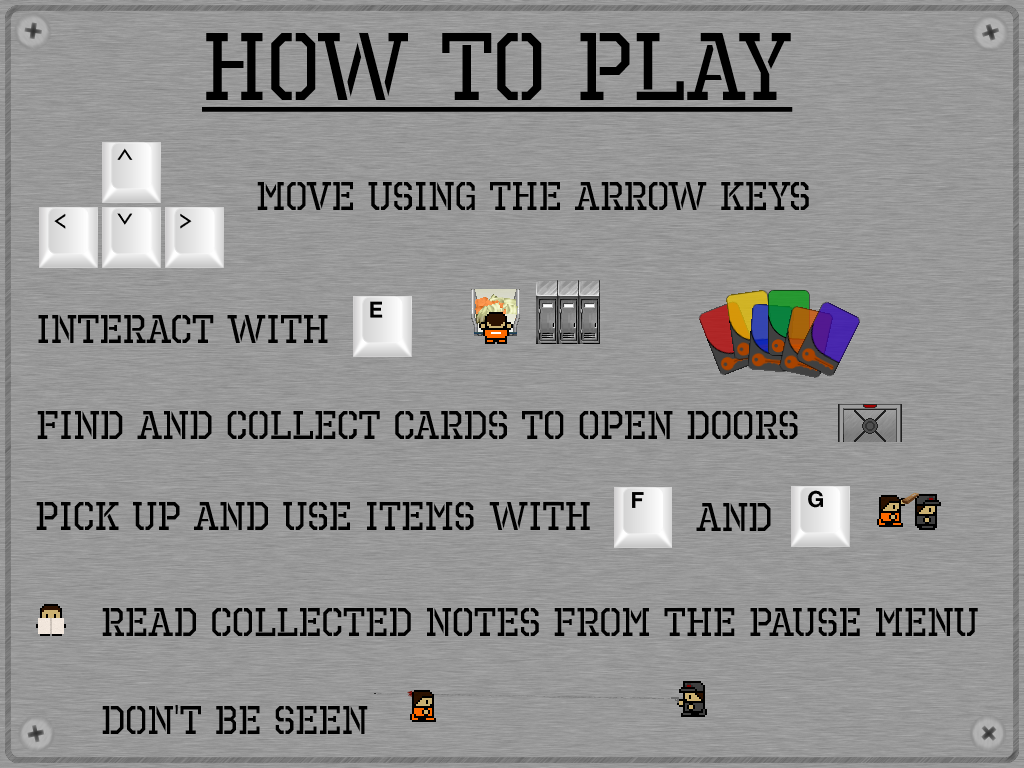 HOW TO PLAY
^
< v >
MOVE USING THE ARROW KEYS
INTERACT WITH E
FIND AND COLLECT CARDS TO OPEN DOORS
PICK UP AND USE ITEMS WITH F AND G
READ COLLECTED NOTES FROM THE PAUSE MENU
DON'T BE SEEN